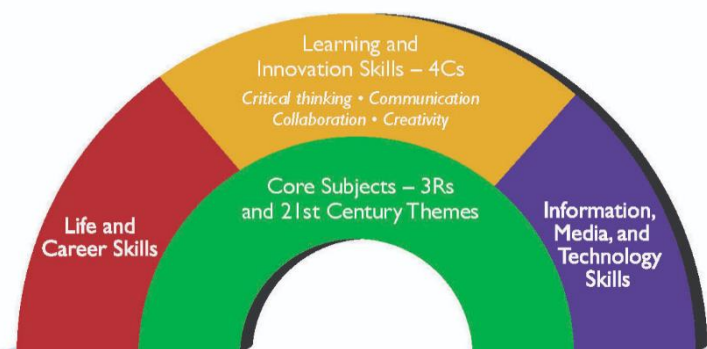 Learning and
Innovation Skills – 4Cs
Critical thinking • Communication
Collaboration • Creativity
Core Subjects – 3Rs
and 21st Century Themes
Life and
Career Skills
Information,
Media, and
Technology
Skills